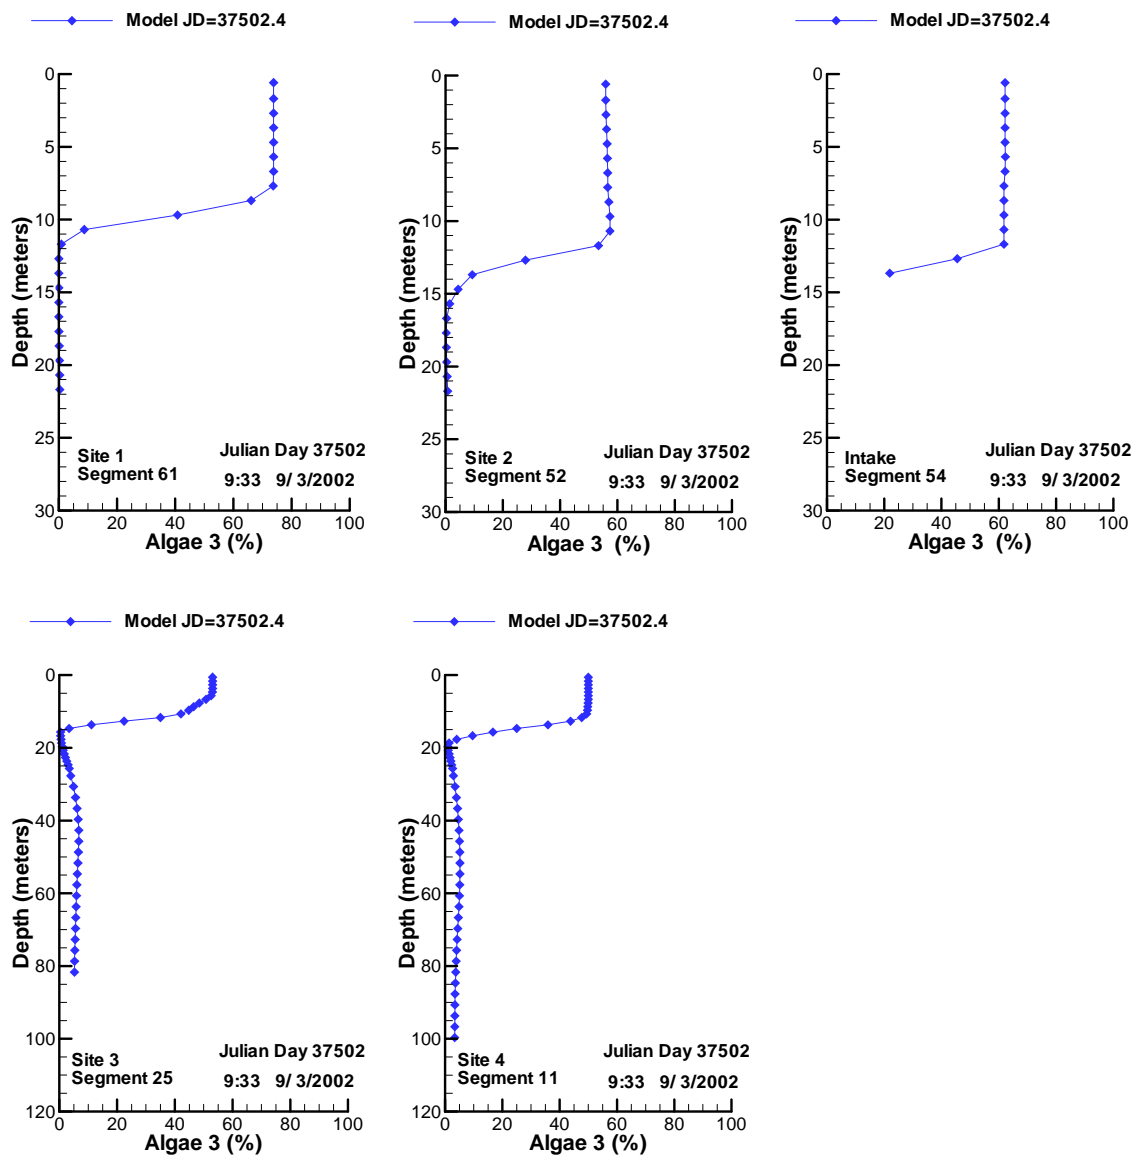 Model JD=37502.4
Model JD=37502.4
Model JD=37502.4
0
5
10
15
20
25
30
Depth (meters)
Site 1
Segment 61
Julian Day 37502
9:33 9/ 3/2002
0 20 40 60 80 100
Algae 3 (%)
0
5
10
15
20
25
30
Depth (meters)
Site 2
Segment 52
Julian Day 37502
9:33 9/ 3/2002
0 20 40 60 80 100
Algae 3 (%)
0
5
10
15
20
25
30
Depth (meters)
Intake
Segment 54
Julian Day 37502
9:33 9/ 3/2002
0 20 40 60 80 100
Algae 3 (%)
Model JD=37502.4
Model JD=37502.4
0
20
40
60
80
100
120
Depth (meters)
Site 3
Segment 25
Julian Day 37502
9:33 9/ 3/2002
0 20 40 60 80 100
Algae 3 (%)
0
20
40
60
80
100
120
Depth (meters)
Site 4
Segment 11
Julian Day 37502
9:33 9/ 3/2002
0 20 40 60 80 100
Algae 3 (%)